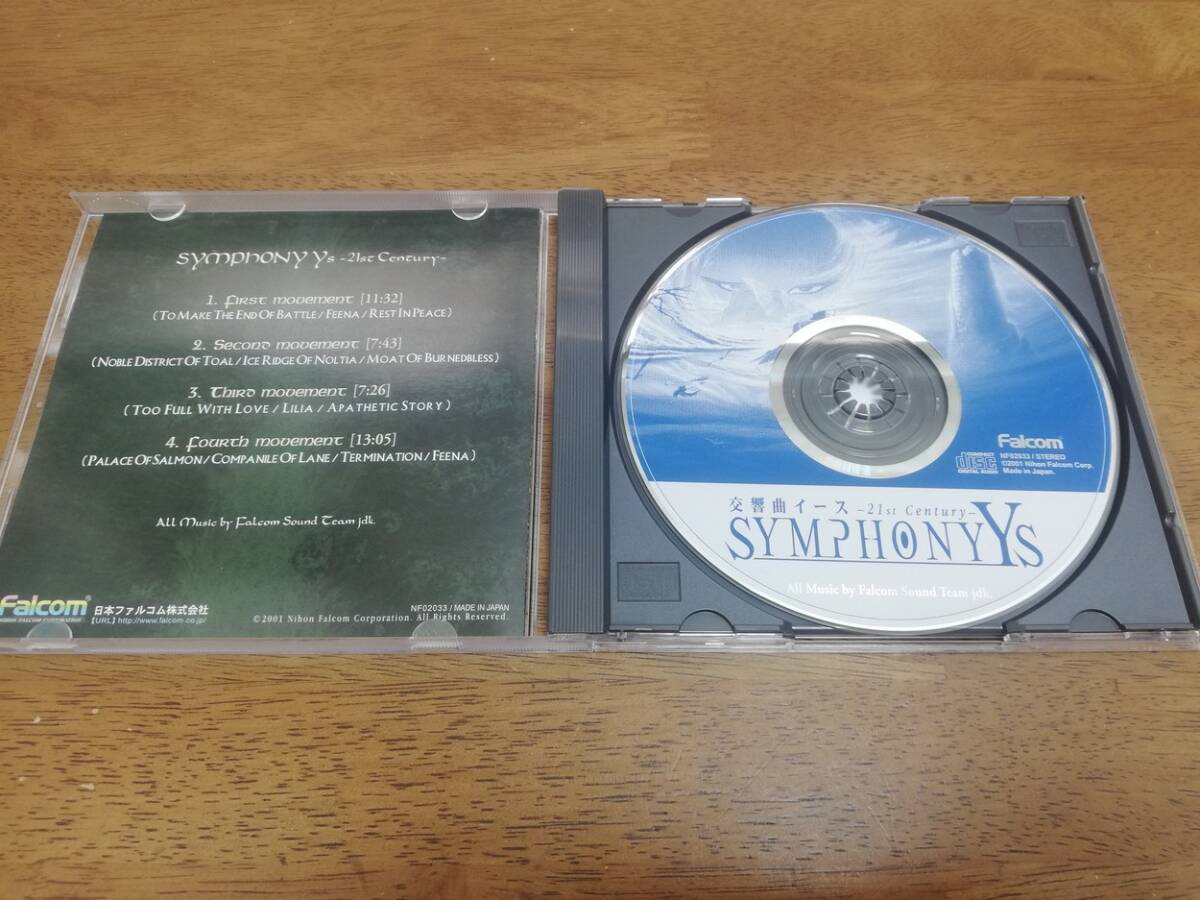 SYMPHONY Ys -21st Century-
1. First movement [11:32]
(TO MAKE THE END OF BATTLE / FEENA / REST IN PEACE)
2. Second movement [7:43]
(NOBLE DISTRICT OF TOAL / ICE RIDGE OF NOLTIA / MOAT OF BURNEDBLESS)
3. Third movement [7:26]
(TOO FULL WITH LOVE / LILIA / APATHETIC STORY)
4. Fourth movement [13:05]
(PALACE OF SALMON / COMPANILE OF LANE / TERMINATION / FEENA)
All Music by Falcom Sound Team jdk.
Falcom
日本ファルコム株式会社
【URL】http://www.falcom.co.jp/
NF02033 / MADE IN JAPAN
©2001 Nihon Falcom Corporation. All Rights Reserved.
Falcom
COMPACT
disc
DIGITAL AUDIO
NF02033 / STEREO
©2001 Nihon Falcom Corp.
Made in Japan.
交響曲イース -21st Century-
SYMPHONY Ys
All Music by Falcom Sound Team jdk.